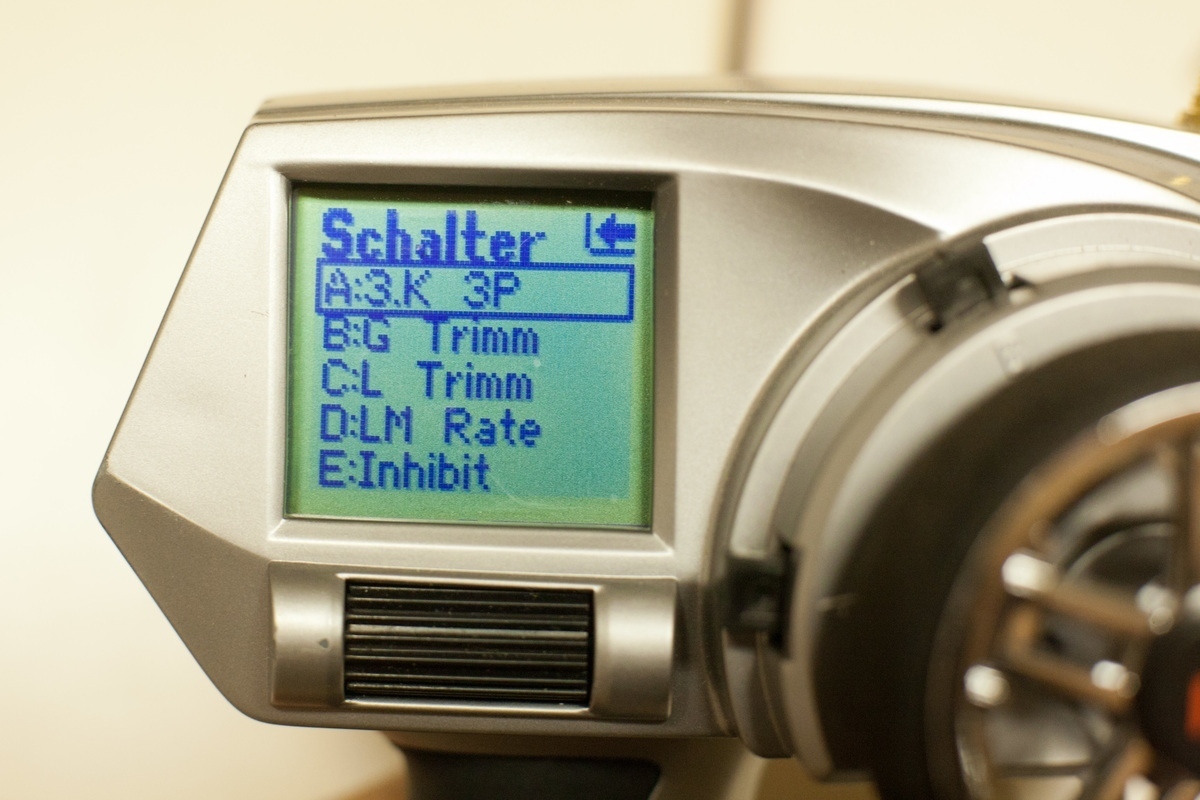 Schalter
A:3.K 3P
B:G Trimm
C:L Trimm
D:LM Rate
E:Inhibit